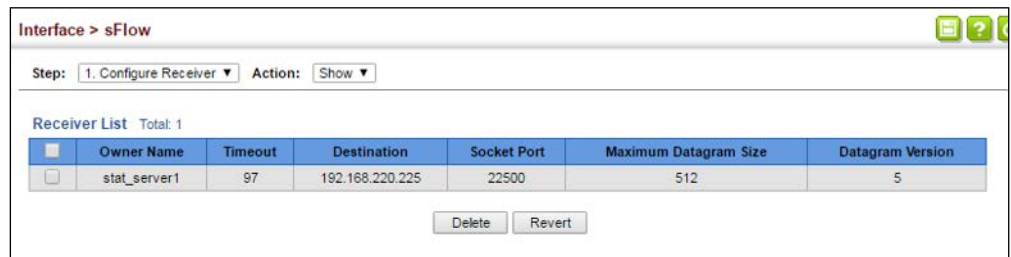 Interface > sFlow
Step: 1. Configure Receiver Action: Show
Receiver List Total: 1
Owner Name Timeout Destination Socket Port Maximum Datagram Size Datagram Version
stat_server1 97 192.168.220.225 22500 512 5
Delete Revert